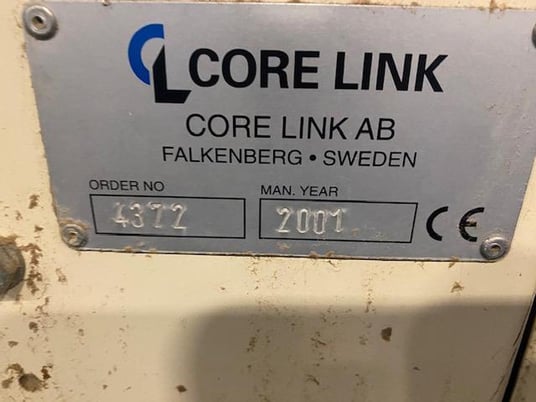 CL CORE LINK
CORE LINK AB
FALKENBERG • SWEDEN
ORDER NO MAN. YEAR
4372 2001 CE